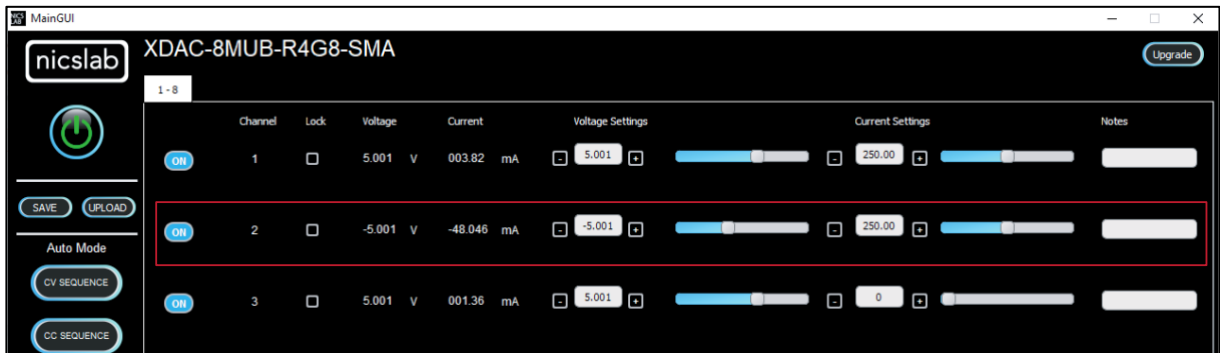 NICS LAB MainGUI
nicslab XDAC-8MUB-R4G8-SMA Upgrade
1 - 8
Channel Lock Voltage Current Voltage Settings Current Settings Notes
ON 1 5.001 V 003.82 mA - 5.001 + - 250.00 +
SAVE UPLOAD
ON 2 -5.001 V -48.046 mA - -5.001 + - 250.00 +
Auto Mode
CV SEQUENCE
ON 3 5.001 V 001.36 mA - 5.001 + - 0 +
CC SEQUENCE